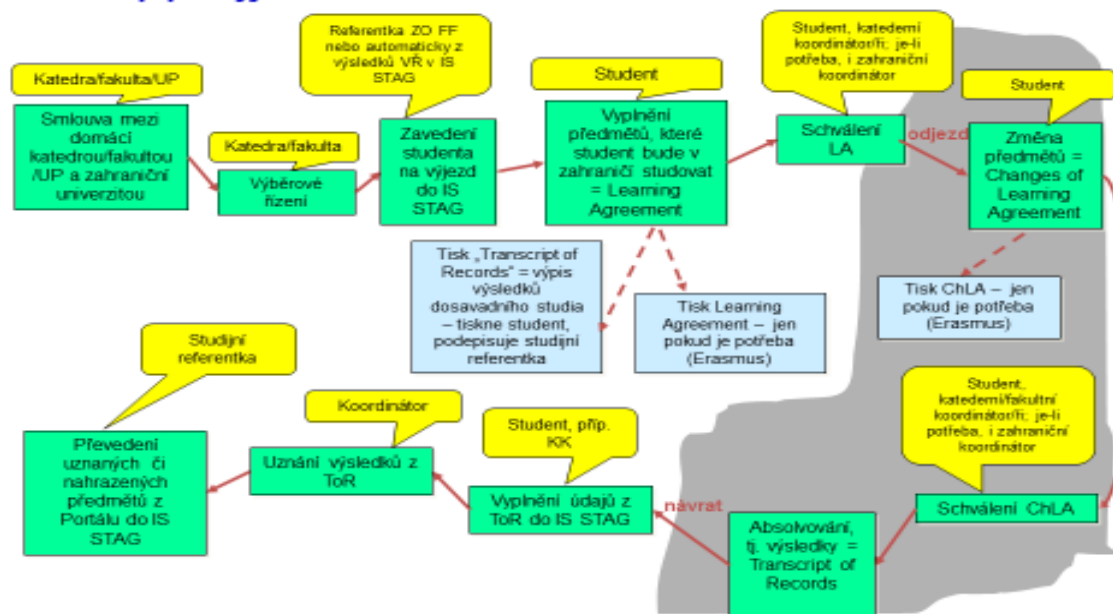 Katedra/fakulta/UP
Smlouva mezi
domácí
katedrou/fakultou
/UP a zahraniční
univerzitou
Katedra/fakulta
Výběrové
řízení
Referentka ZO FF
nebo automaticky z
výsledků VŘ v IS
STAG
Zavedení
studenta
na výjezd
do IS
STAG
Student
Vyplnění
předmětů, které
student bude v
zahraničí studovat
= Learning
Agreement
Student, katederní
koordinátor/ři; je-li
potřeba, i zahraniční
koordinátor
Schválení
LA
odjezd
Student
Změna
předmětů =
Changes of
Learning
Agreement
Tisk „Transcript of
Records“ = výpis
výsledků
dosavadního studia
– tiskne student,
podepisuje studijní
referentka
Tisk Learning
Agreement – jen
pokud je potřeba
(Erasmus)
Tisk ChLA – jen
pokud je potřeba
(Erasmus)
Student,
katederní/fakultní
koordinátor/ři; je-li
potřeba, i zahraniční
koordinátor
Schválení ChLA
Absolvování,
tj. výsledky =
Transcript of
Records
návrat
Student, příp.
KK
Vyplnění údajů z
ToR do IS STAG
Koordinátor
Uznání výsledků z
ToR
Studijní
referentka
Převedení
uznaných či
nahrazených
předmětů z
Portálu do IS
STAG